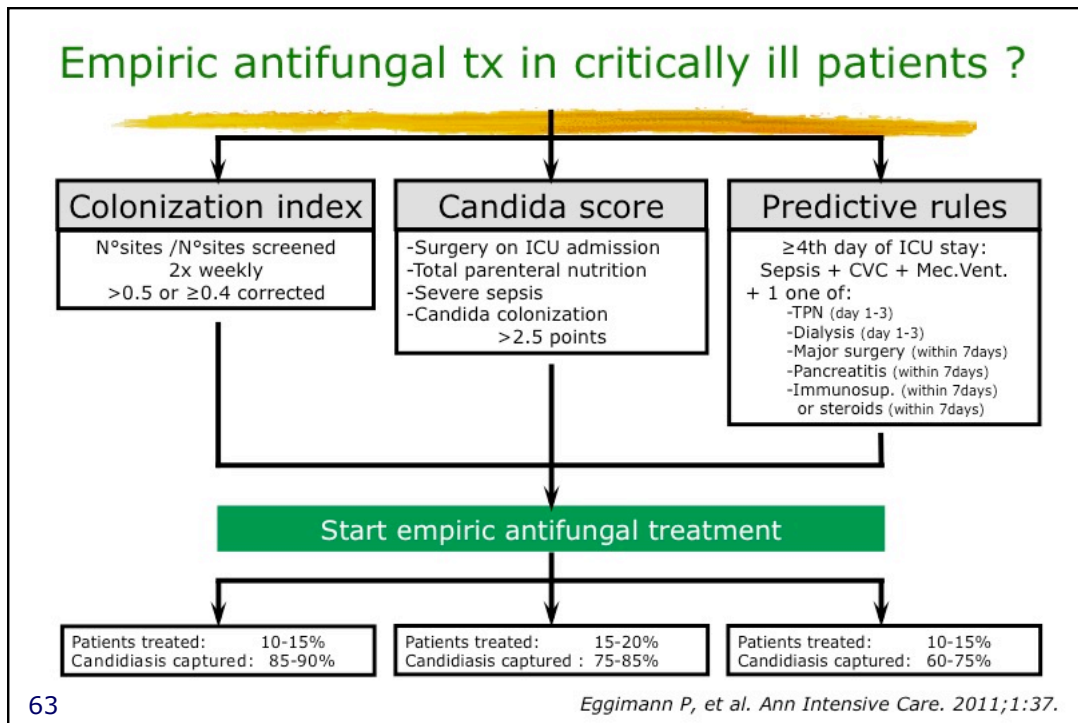 Empiric antifungal tx in critically ill patients ?
Colonization index
N°sites /N°sites screened
2x weekly
>0.5 or ≥0.4 corrected
Candida score
-Surgery on ICU admission
-Total parenteral nutrition
-Severe sepsis
-Candida colonization
>2.5 points
Predictive rules
≥4th day of ICU stay:
Sepsis + CVC + Mec.Vent.
+ 1 one of:
-TPN (day 1-3)
-Dialysis (day 1-3)
-Major surgery (within 7days)
-Pancreatitis (within 7days)
-Immunosup. (within 7days)
or steroids (within 7days)
Start empiric antifungal treatment
Patients treated: 10-15%
Candidiasis captured: 85-90%
Patients treated: 15-20%
Candidiasis captured : 75-85%
Patients treated: 10-15%
Candidiasis captured: 60-75%
63
Eggimann P, et al. Ann Intensive Care. 2011;1:37.